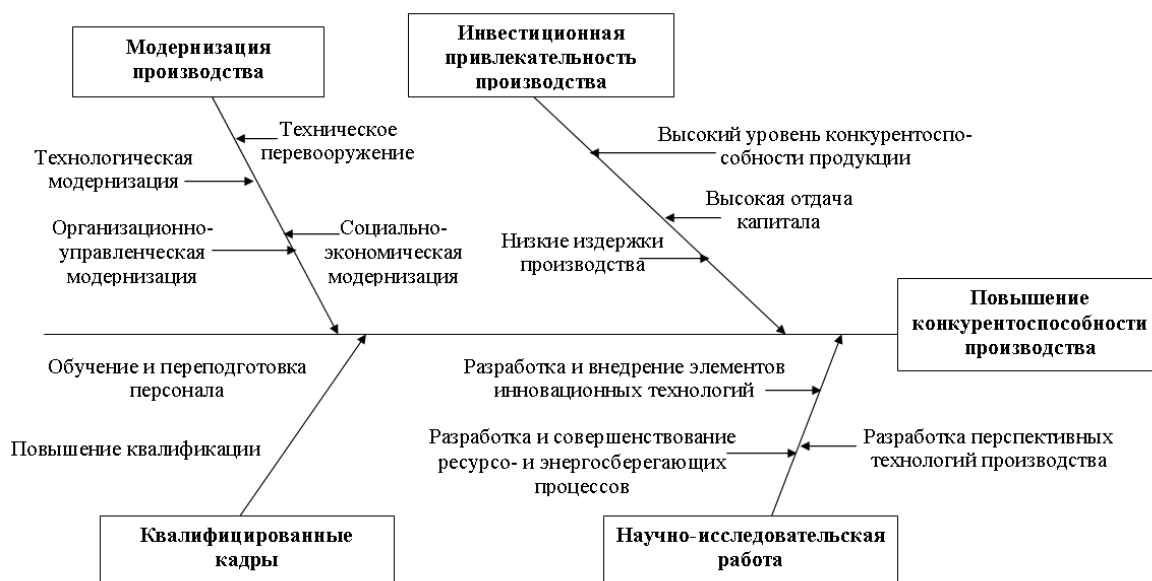 Модернизация
производства
Инвестиционная
привлекательность
производства
Техническое
перевооружение
Технологическая
модернизация
Организационно-
управленческая
модернизация
Социально-
экономическая
модернизация
Высокий уровень конкурентоспо-
собности продукции
Высокая отдача
капитала
Низкие издержки
производства
Повышение
конкурентоспособности
производства
Обучение и переподготовка
персонала
Повышение квалификации
Разработка и внедрение элементов
инновационных технологий
Разработка и совершенствование
ресурсо- и энергосберегающих
процессов
Разработка перспективных
технологий производства
Квалифицированные
кадры
Научно-исследовательская
работа